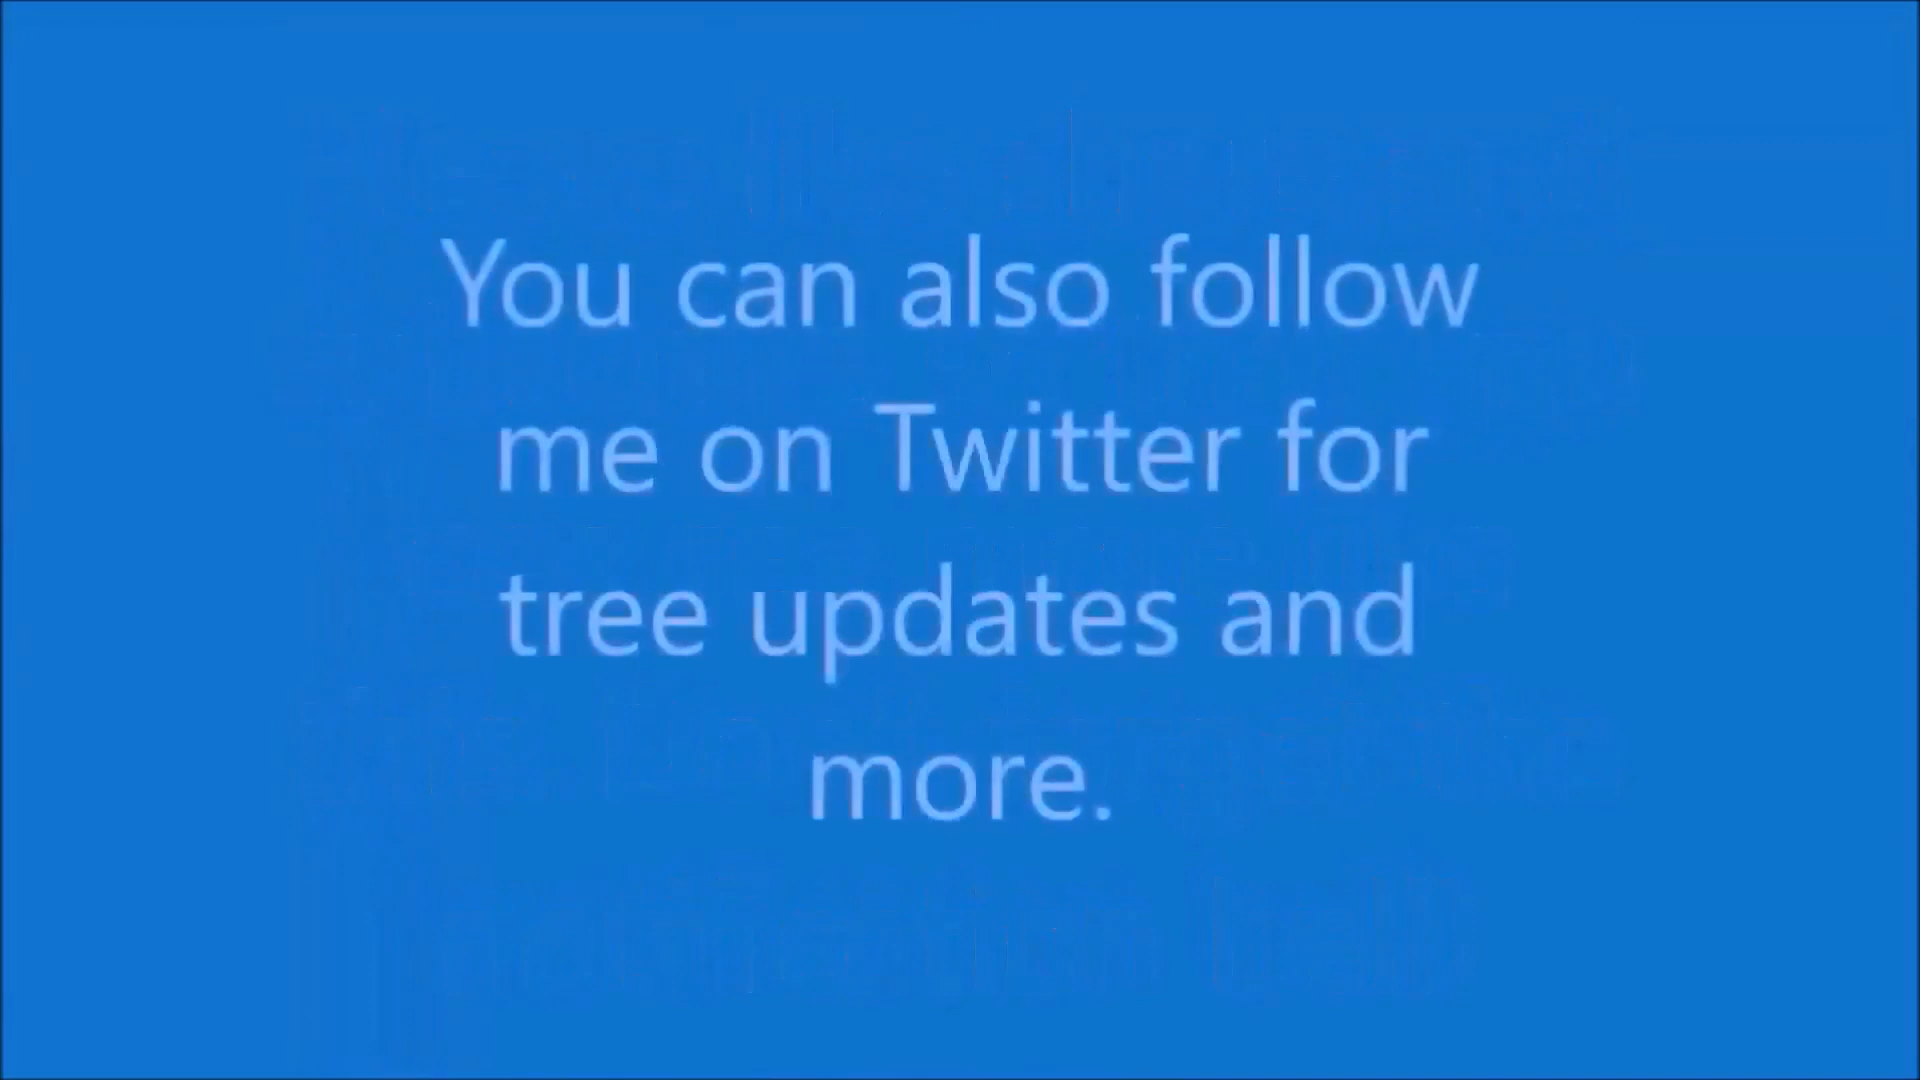 You can also follow
me on Twitter for
tree updates and
more.